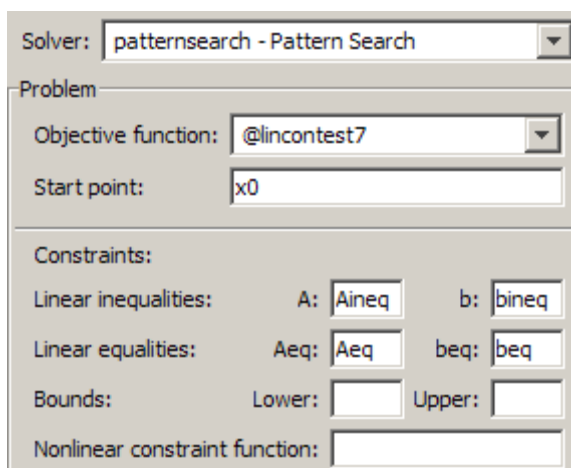 Solver: patternsearch - Pattern Search
Problem
Objective function: @lincontest7
Start point: x0
Constraints:
Linear inequalities: A: Aineq b: bineq
Linear equalities: Aeq: Aeq beq: beq
Bounds: Lower: Upper:
Nonlinear constraint function: